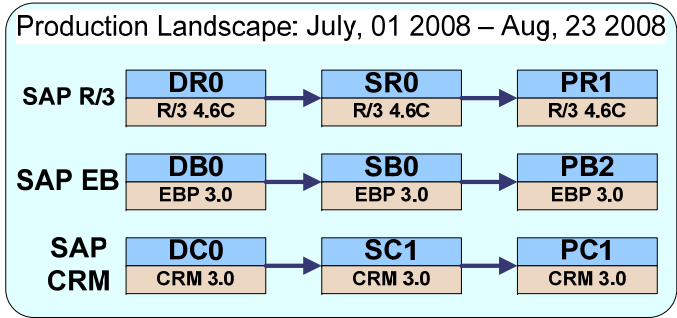 Production Landscape: July, 01 2008 – Aug, 23 2008
SAP R/3
DR0
R/3 4.6C
SR0
R/3 4.6C
PR1
R/3 4.6C
SAP EB
DB0
EBP 3.0
SB0
EBP 3.0
PB2
EBP 3.0
SAP
CRM
DC0
CRM 3.0
SC1
CRM 3.0
PC1
CRM 3.0